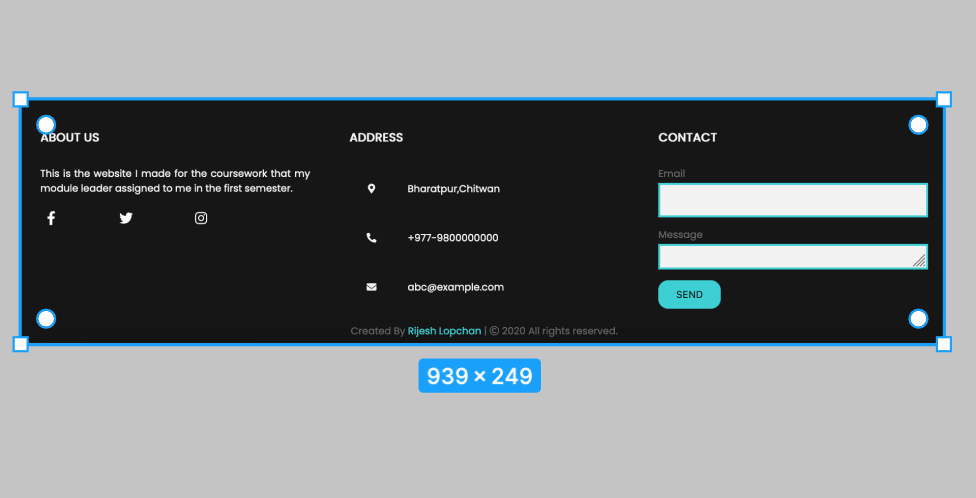 ABOUT US
This is the website I made for the coursework that my
module leader assigned to me in the first semester.
ADDRESS
Bharatpur,Chitwan
+977-9800000000
abc@example.com
CONTACT
Email
Message
SEND
Created By Rijesh Lopchan | © 2020 All rights reserved.
939 × 249